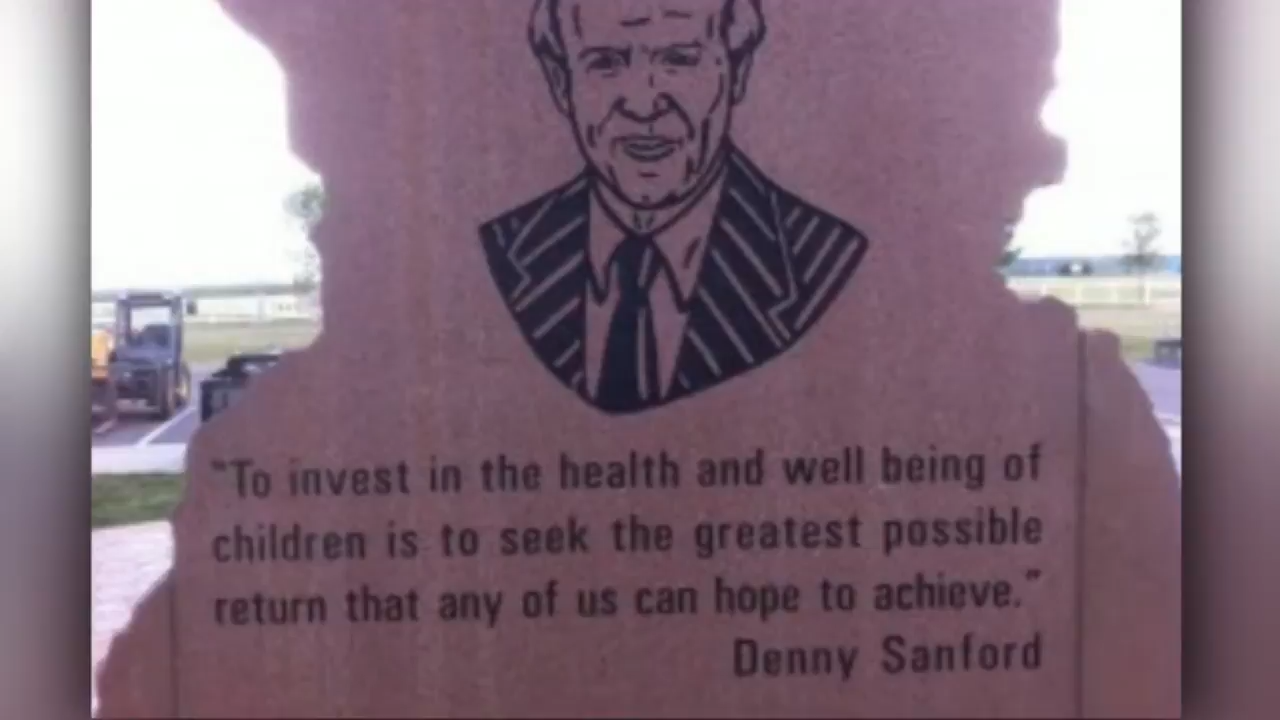 "To invest in the health and well being of
children is to seek the greatest possible
return that any of us can hope to achieve."
Denny Sanford